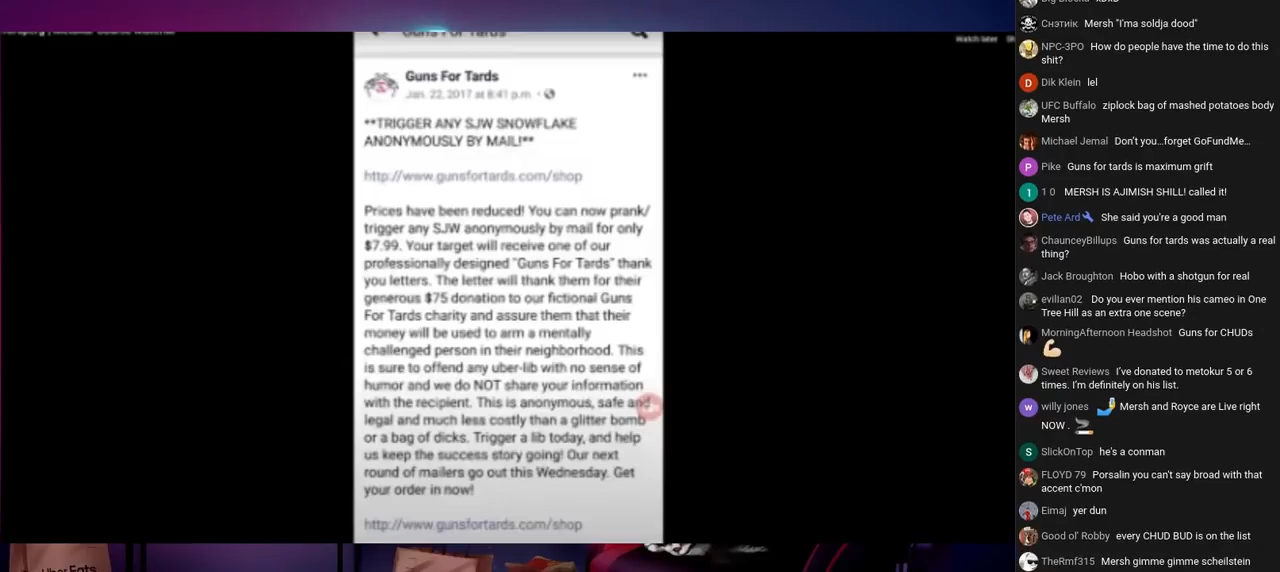 Guns For Tards
Watch later
Guns For Tards
Jan. 22, 2017 at 8:41 p.m. ·
**TRIGGER ANY SJW SNOWFLAKE
ANONYMOUSLY BY MAIL!**
http://www.gunsfortards.com/shop
Prices have been reduced! You can now prank/
trigger any SJW anonymously by mail for only
$7.99. Your target will receive one of our
professionally designed "Guns For Tards" thank
you letters. The letter will thank them for their
generous $75 donation to our fictional Guns
For Tards charity and assure them that their
money will be used to arm a mentally
challenged person in their neighborhood. This
is sure to offend any uber-lib with no sense of
humor and we do NOT share your information
with the recipient. This is anonymous, safe and
legal and much less costly than a glitter bomb
or a bag of dicks. Trigger a lib today, and help
us keep the success story going! Our next
round of mailers go out this Wednesday. Get
your order in now!
http://www.gunsfortards.com/shop
Uber Eats
Снэтиік Mersh "I'ma soldja dood"
NPC-3PO How do people have the time to do this
shit?
D Dik Klein lel
UFC Buffalo ziplock bag of mashed potatoes body
Mersh
Michael Jemal Don't you...forget GoFundMe...
P Pike Guns for tards is maximum grift
1 1 0 MERSH IS AJIMISH SHILL! called it!
Pete Ard She said you're a good man
ChaunceyBillups Guns for tards was actually a real
thing?
Jack Broughton Hobo with a shotgun for real
evilian02 Do you ever mention his cameo in One
Tree Hill as an extra one scene?
MorningAfternoon Headshot Guns for CHUDs
Sweet Reviews I've donated to metokur 5 or 6
times. I'm definitely on his list.
w willy jones Mersh and Royce are Live right
NOW .
S SlickOnTop he's a conman
FLOYD 79 Porsalin you can't say broad with that
accent c'mon
Eimaj yer dun
Good ol' Robby every CHUD BUD is on the list
TheRmf315 Mersh gimme gimme scheilstein